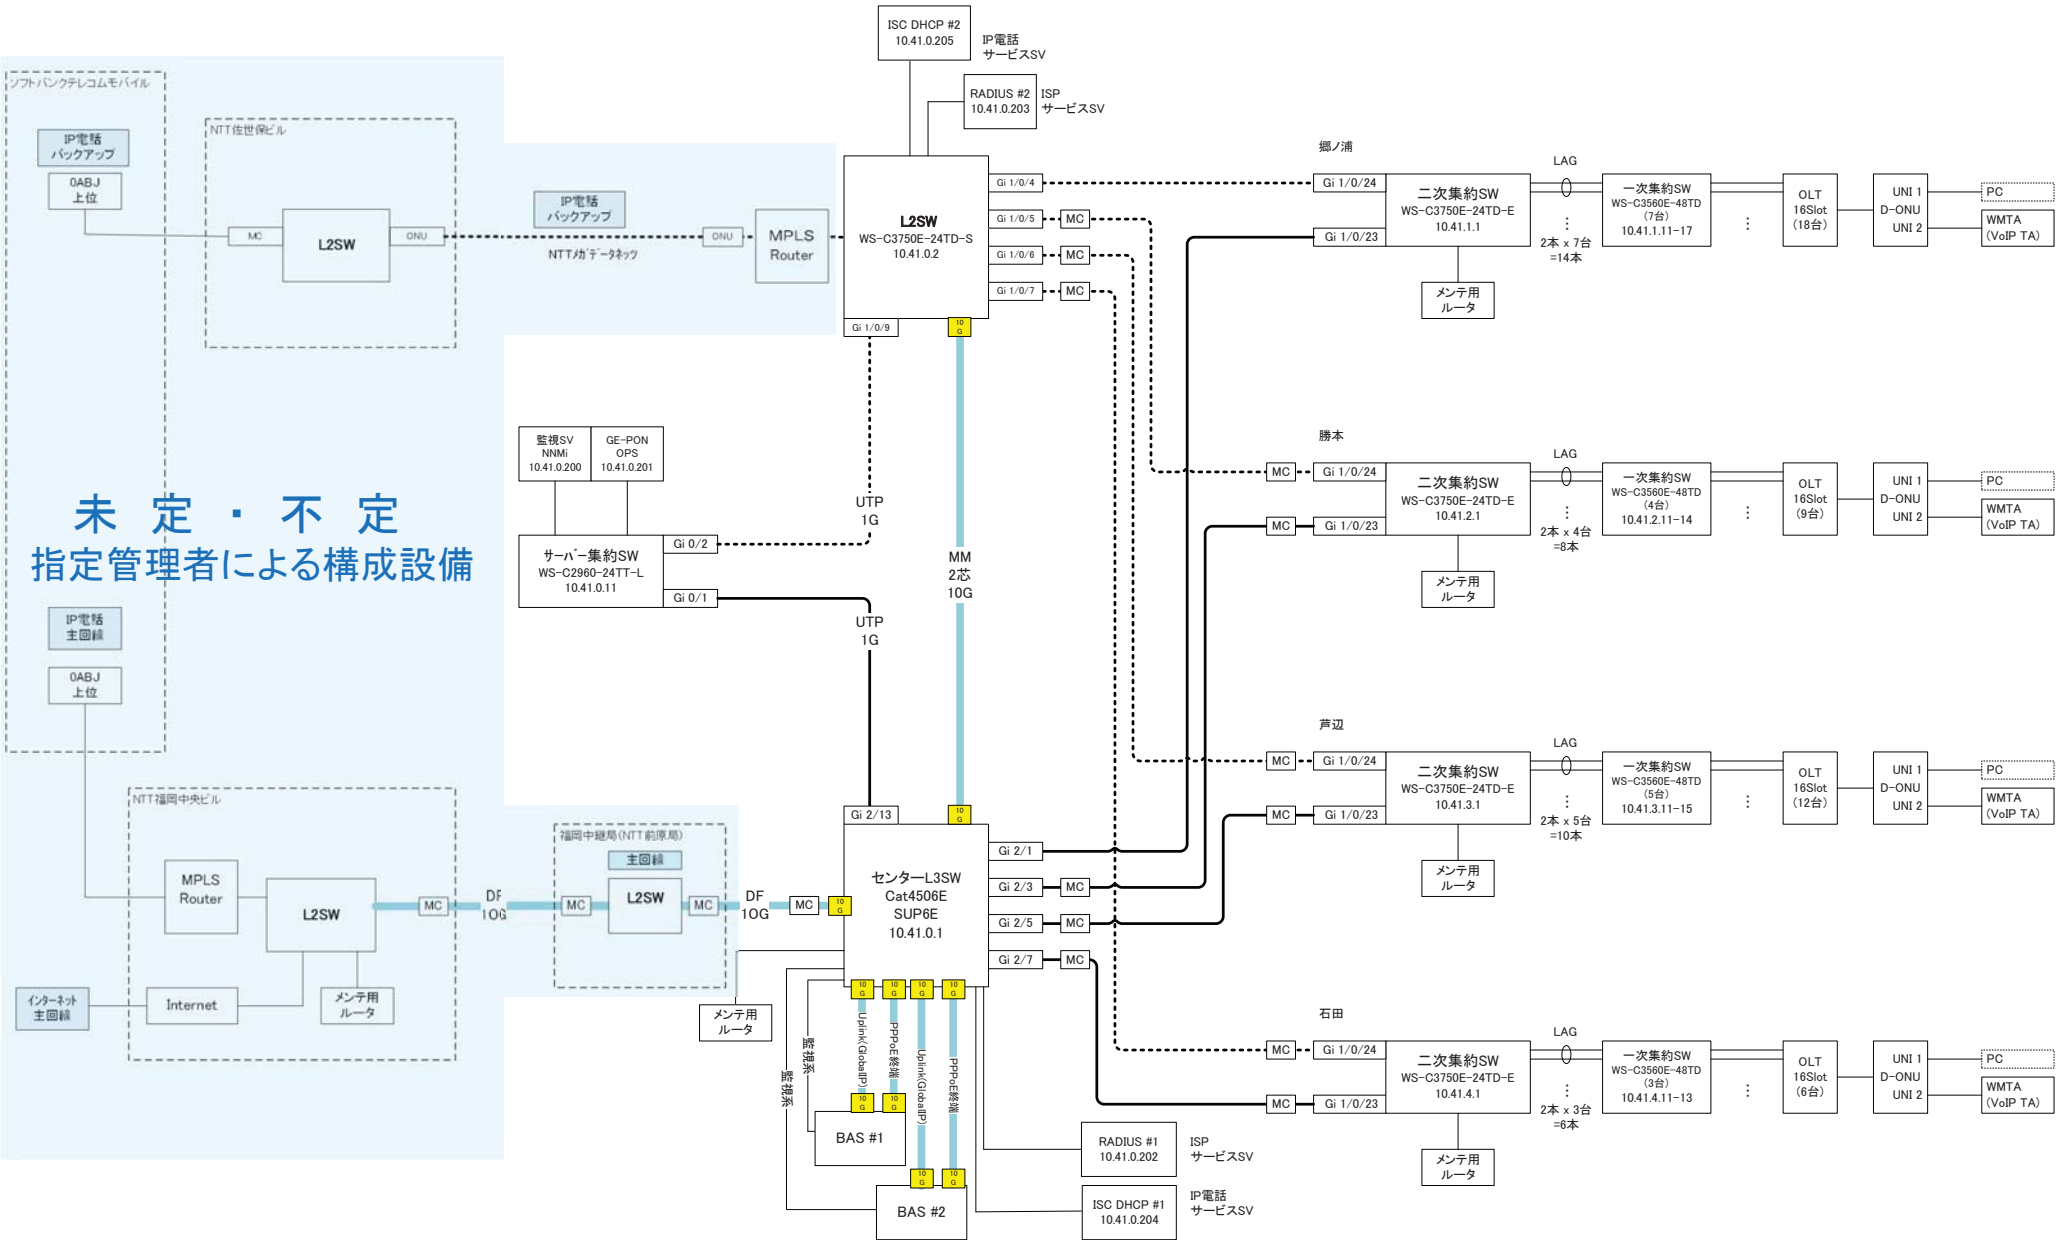 ISC DHCP #2
10.41.0.205
IP電話
サービスSV
RADIUS #2
10.41.0.203
ISP
サービスSV
ソフトバンクテレコムモバイル
IP電話
バックアップ
0ABJ
上位
NTT佐世保ビル
MC
L2SW
ONU
IP電話
バックアップ
NTTメガデータネッツ
ONU
MPLS
Router
L2SW
WS-C3750E-24TD-S
10.41.0.2
Gi 1/0/4
Gi 1/0/5
MC
Gi 1/0/6
MC
Gi 1/0/7
MC
Gi 1/0/9
10
G
郷ノ浦
Gi 1/0/24
Gi 1/0/23
二次集約SW
WS-C3750E-24TD-E
10.41.1.1
メンテ用
ルータ
LAG
2本 x 7台
=14本
一次集約SW
WS-C3560E-48TD
(7台)
10.41.1.11-17
OLT
16Slot
(18台)
UNI 1
D-ONU
UNI 2
PC
WMTA
(VoIP TA)
監視SV
NNMi
10.41.0.200
GE-PON
OPS
10.41.0.201
サーバー集約SW
WS-C2960-24TT-L
10.41.0.11
Gi 0/2
Gi 0/1
UTP
1G
UTP
1G
MM
2芯
10G
未 定 ・ 不 定
指定管理者による構成設備
勝本
MC
Gi 1/0/24
MC
Gi 1/0/23
二次集約SW
WS-C3750E-24TD-E
10.41.2.1
メンテ用
ルータ
LAG
2本 x 4台
=8本
一次集約SW
WS-C3560E-48TD
(4台)
10.41.2.11-14
OLT
16Slot
(9台)
UNI 1
D-ONU
UNI 2
PC
WMTA
(VoIP TA)
IP電話
主回線
0ABJ
上位
芦辺
MC
Gi 1/0/24
MC
Gi 1/0/23
二次集約SW
WS-C3750E-24TD-E
10.41.3.1
メンテ用
ルータ
LAG
2本 x 5台
=10本
一次集約SW
WS-C3560E-48TD
(5台)
10.41.3.11-15
OLT
16Slot
(12台)
UNI 1
D-ONU
UNI 2
PC
WMTA
(VoIP TA)
NTT福岡中央ビル
MPLS
Router
L2SW
MC
DF
10G
インターネット
主回線
Internet
メンテ用
ルータ
福岡中継局(NTT前原局)
主回線
MC
L2SW
MC
DF
10G
MC
10
G
Gi 2/13
10
G
センターL3SW
Cat4506E
SUP6E
10.41.0.1
Gi 2/1
Gi 2/3
MC
Gi 2/5
MC
Gi 2/7
MC
メンテ用
ルータ
10
G
10
G
10
G
10
G
監視系
監視系
Uplink(GlobalIP)
PPPoE終端
Uplink(GlobalIP)
PPPoE終端
10
G
10
G
BAS #1
10
G
10
G
BAS #2
RADIUS #1
10.41.0.202
ISP
サービスSV
ISC DHCP #1
10.41.0.204
IP電話
サービスSV
石田
MC
Gi 1/0/24
MC
Gi 1/0/23
二次集約SW
WS-C3750E-24TD-E
10.41.4.1
メンテ用
ルータ
LAG
2本 x 3台
=6本
一次集約SW
WS-C3560E-48TD
(3台)
10.41.4.11-13
OLT
16Slot
(6台)
UNI 1
D-ONU
UNI 2
PC
WMTA
(VoIP TA)